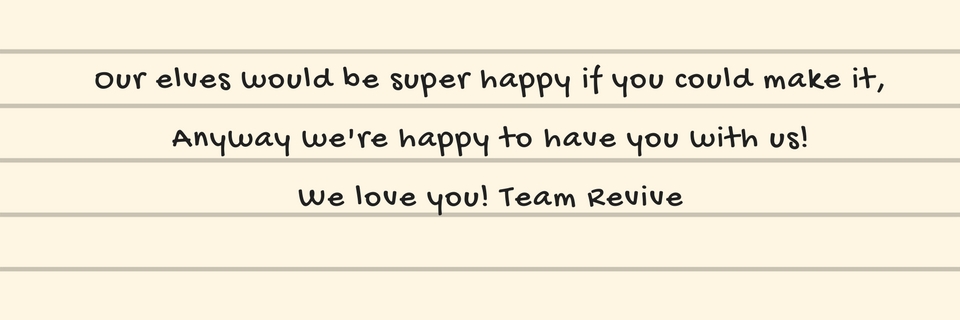 Our elves would be super happy if you could make it,
Anyway we're happy to have you with us!
We love you! Team Revive